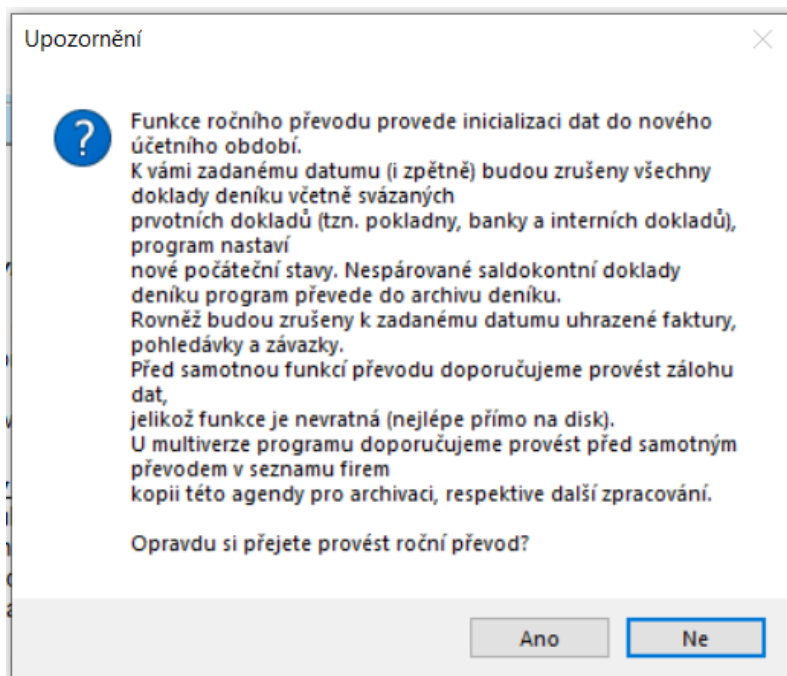 Upozornění
Funkce ročního převodu provede inicializaci dat do nového
účetního období.
K vámi zadanému datumu (i zpětně) budou zrušeny všechny
doklady deníku včetně svázaných
prvotních dokladů (tzn. pokladny, banky a interních dokladů),
program nastaví
nové počáteční stavy. Nespárované saldokontní doklady
deníku program převede do archivu deníku.
Rovněž budou zrušeny k zadanému datumu uhrazené faktury,
pohledávky a závazky.
Před samotnou funkcí převodu doporučujeme provést zálohu
dat,
jelikož funkce je nevratná (nejlépe přímo na disk).
U multiverze programu doporučujeme provést před samotným
převodem v seznamu firem
kopii této agendy pro archivaci, respektive další zpracování.
Opravdu si přejete provést roční převod?
Ano
Ne